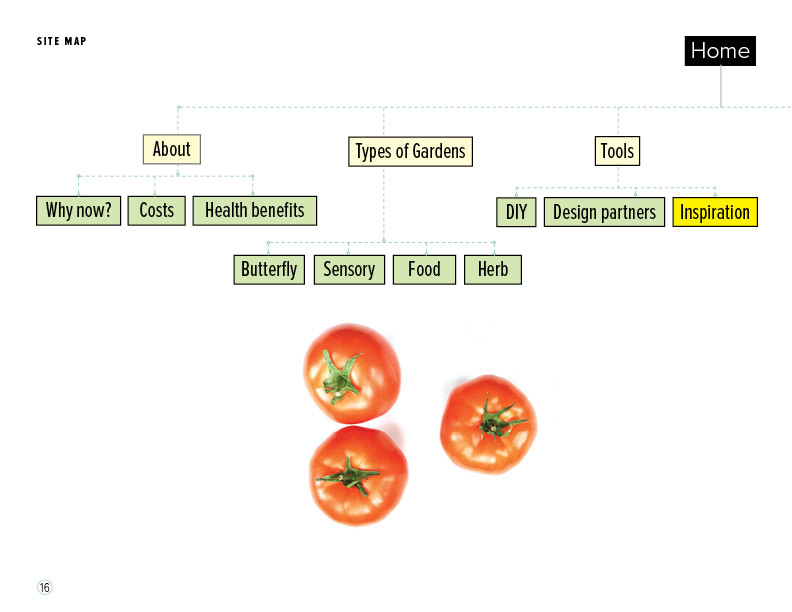 SITE MAP
Home
About
Types of Gardens
Tools
Why now?
Costs
Health benefits
DIY
Design partners
Inspiration
Butterfly
Sensory
Food
Herb
16